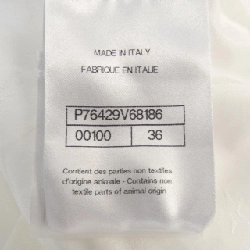 MADE IN ITALY
FABRIQUE EN ITALIE
P76429V68186
00100 36
Contient des parties non textiles
d'origine animale - Contains non
textile parts of animal origin